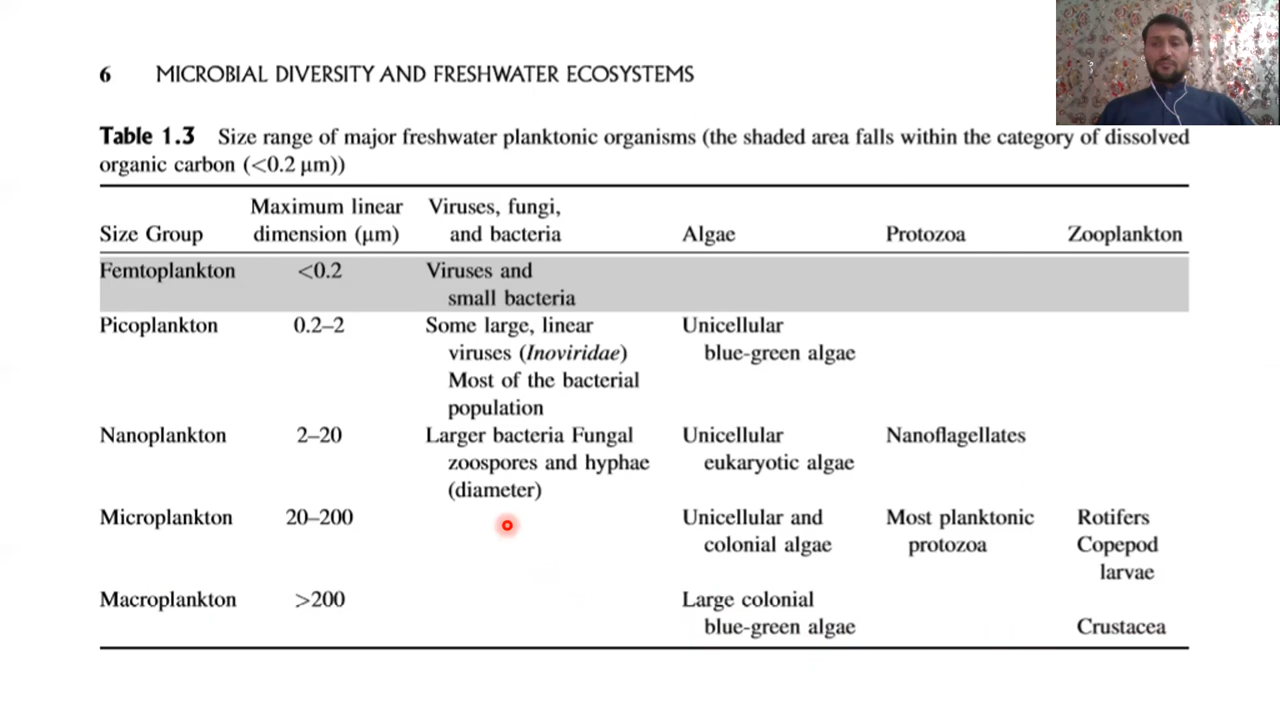 6 MICROBIAL DIVERSITY AND FRESHWATER ECOSYSTEMS
Table 1.3 Size range of major freshwater planktonic organisms (the shaded area falls within the category of dissolved
organic carbon (<0.2 μm))
Maximum linear Viruses, fungi,
Size Group dimension (μm) and bacteria Algae Protozoa Zooplankton
Femtoplankton <0.2 Viruses and
small bacteria
Picoplankton 0.2–2 Some large, linear Unicellular
viruses (Inoviridae) blue-green algae
Most of the bacterial
population
Nanoplankton 2–20 Larger bacteria Fungal Unicellular Nanoflagellates
zoospores and hyphae eukaryotic algae
(diameter)
Microplankton 20–200 Unicellular and Most planktonic Rotifers
colonial algae protozoa Copepod
larvae
Macroplankton >200 Large colonial
blue-green algae Crustacea